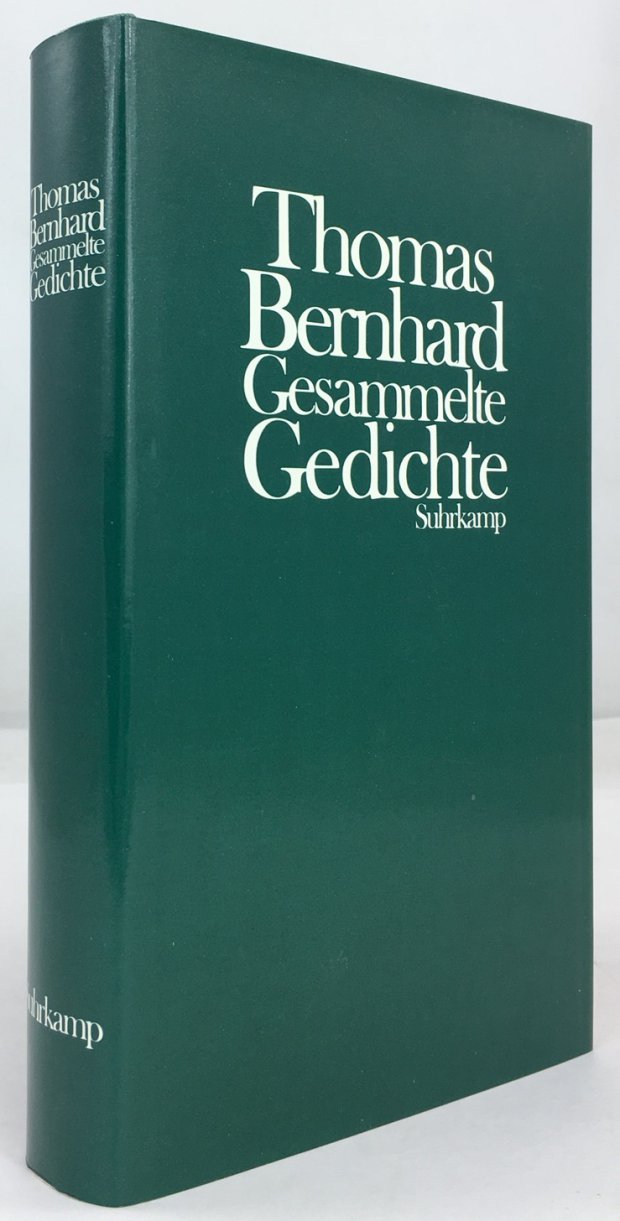 Thomas
Bernhard
Gesammelte
Gedichte
Suhrkamp
Thomas
Bernhard
Gesammelte
Gedichte
Suhrkamp